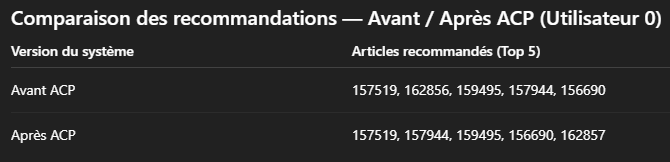 Comparaison des recommandations — Avant / Après ACP (Utilisateur 0)
Version du système Articles recommandés (Top 5)
Avant ACP 157519, 162856, 159495, 157944, 156690
Après ACP 157519, 157944, 159495, 156690, 162857